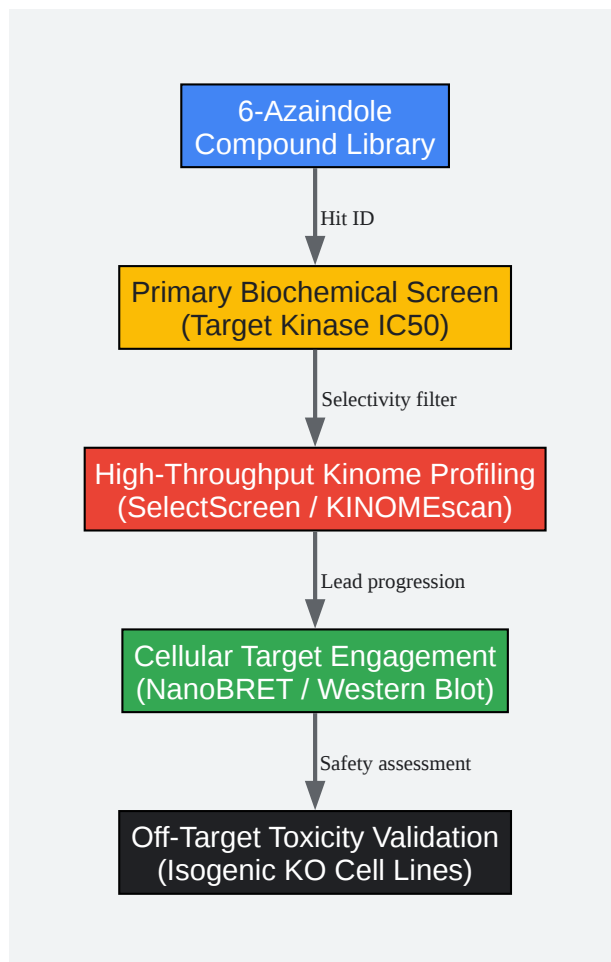 6-Azaindole
Compound Library
Hit ID
Primary Biochemical Screen
(Target Kinase IC50)
Selectivity filter
High-Throughput Kinome Profiling
(SelectScreen / KINOMEscan)
Lead progression
Cellular Target Engagement
(NanoBRET / Western Blot)
Safety assessment
Off-Target Toxicity Validation
(Isogenic KO Cell Lines)